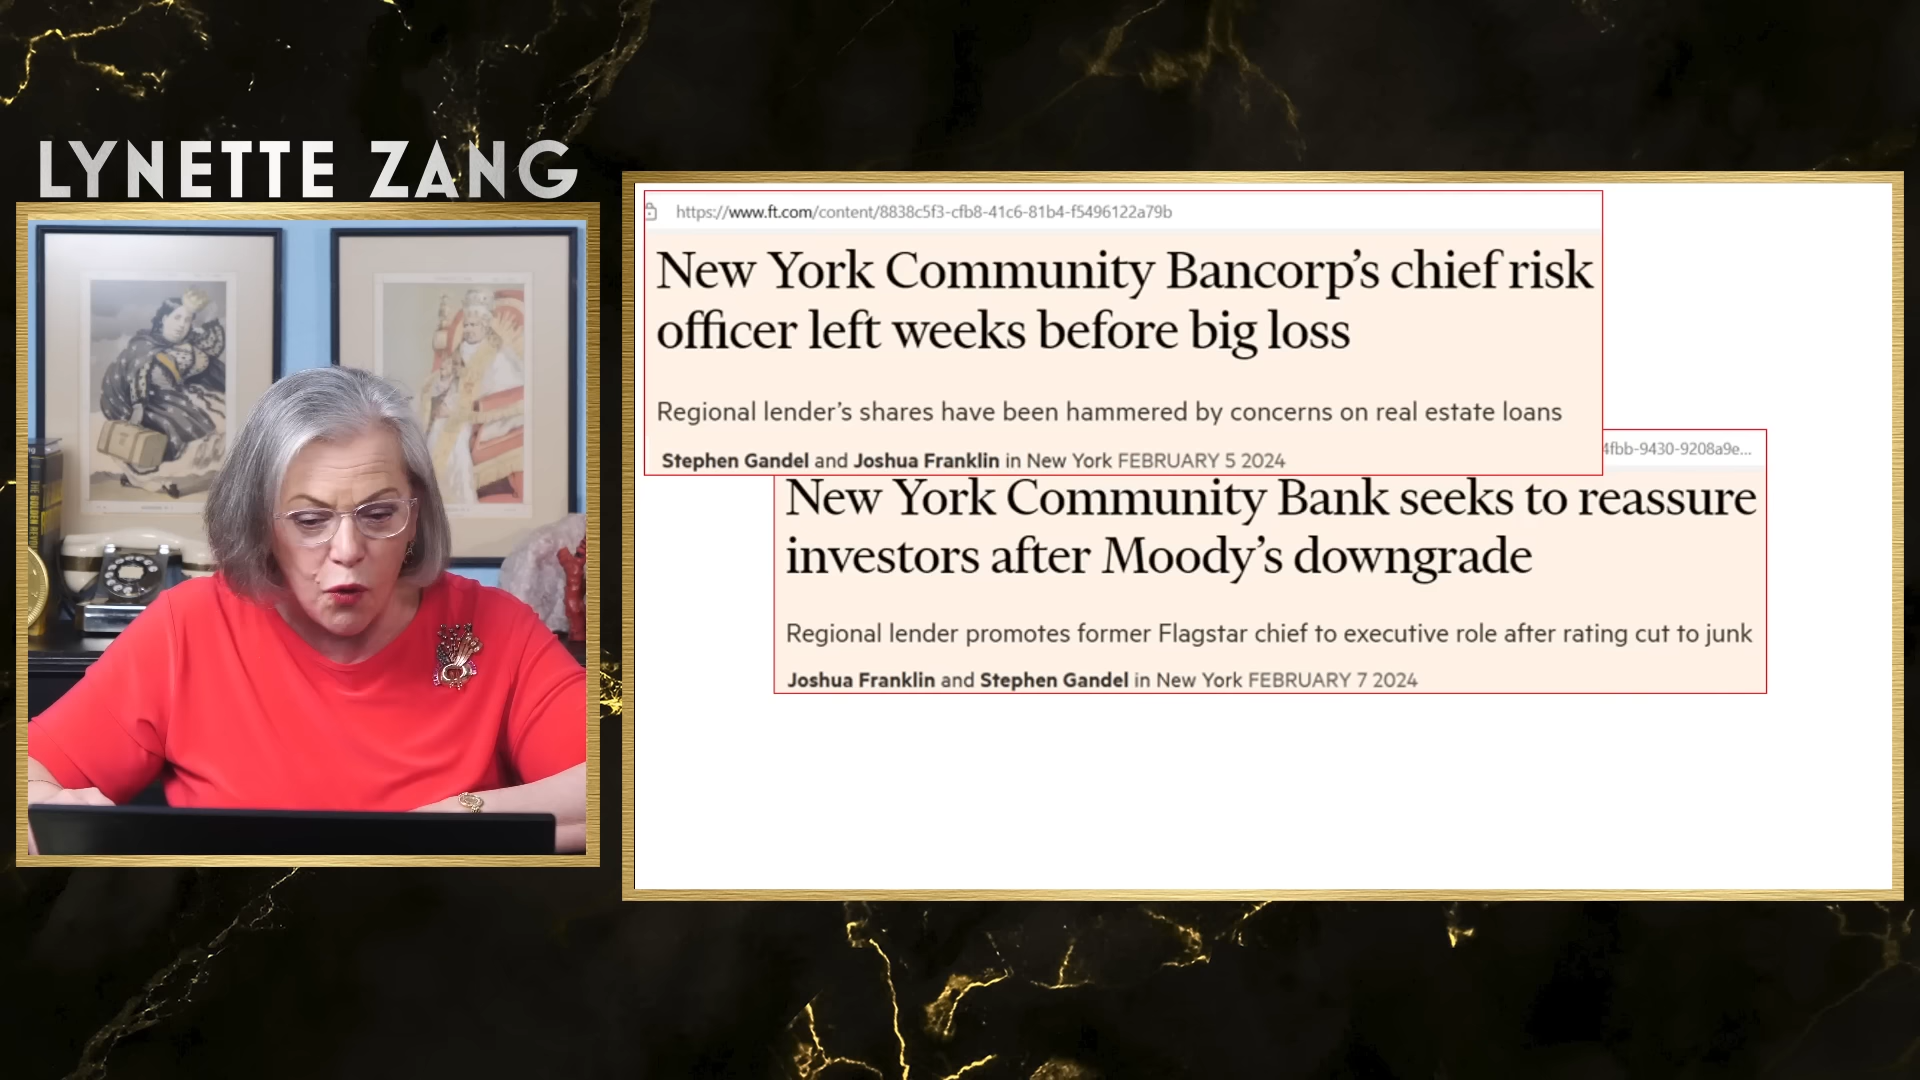 LYNETTE ZANG
https://www.ft.com/content/8838c5f3-cfb8-41c6-81b4-f5496122a79b
New York Community Bancorp's chief risk
officer left weeks before big loss
Regional lender's shares have been hammered by concerns on real estate loans
Stephen Gandel and Joshua Franklin in New York FEBRUARY 5 2024
4fbb-9430-9208a9e...
New York Community Bank seeks to reassure
investors after Moody's downgrade
Regional lender promotes former Flagstar chief to executive role after rating cut to junk
Joshua Franklin and Stephen Gandel in New York FEBRUARY 7 2024